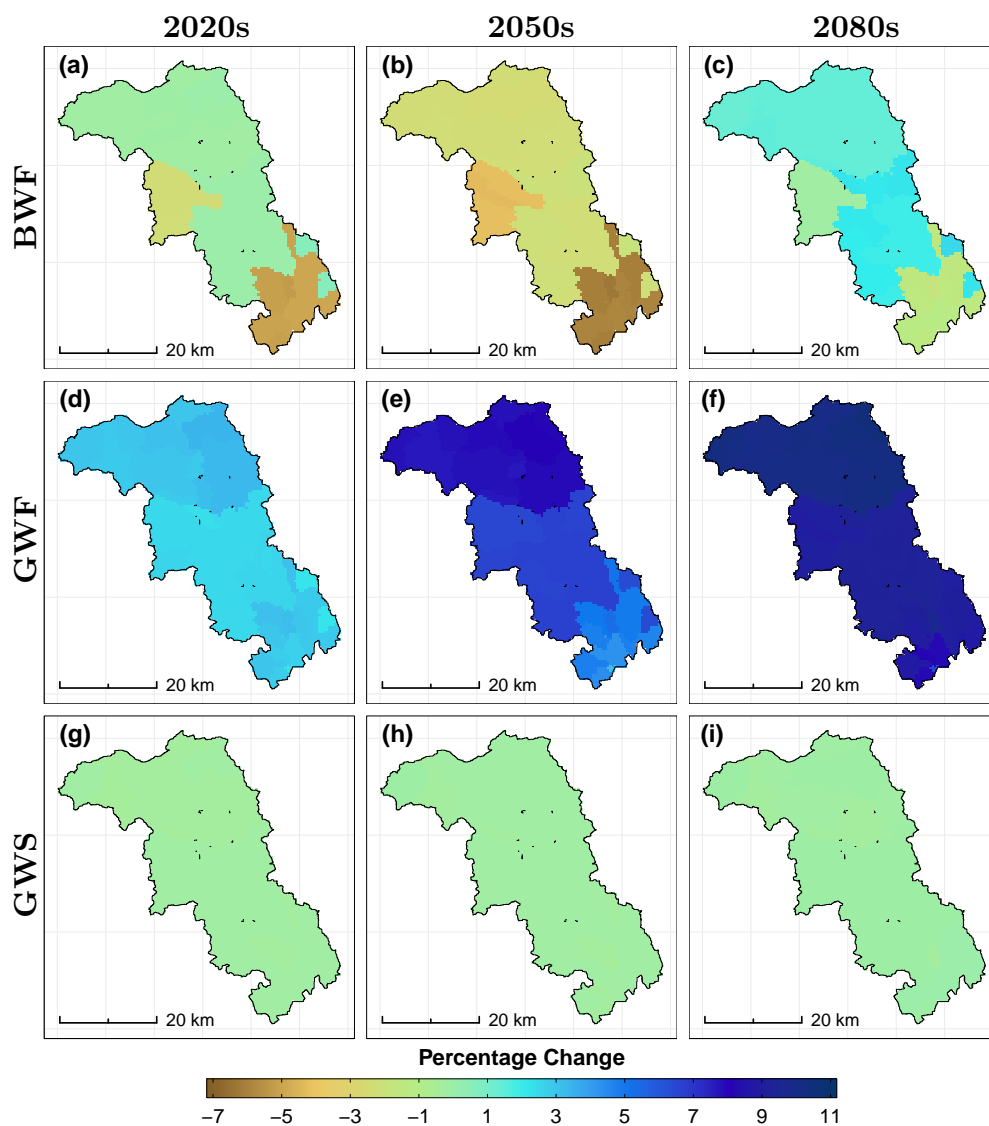 2020s 2050s 2080s
BWF
(a) (b) (c)
20 km 20 km 20 km
GWF
(d) (e) (f)
20 km 20 km 20 km
GWS
(g) (h) (i)
20 km 20 km 20 km
Percentage Change
−7 −5 −3 −1 1 3 5 7 9 11